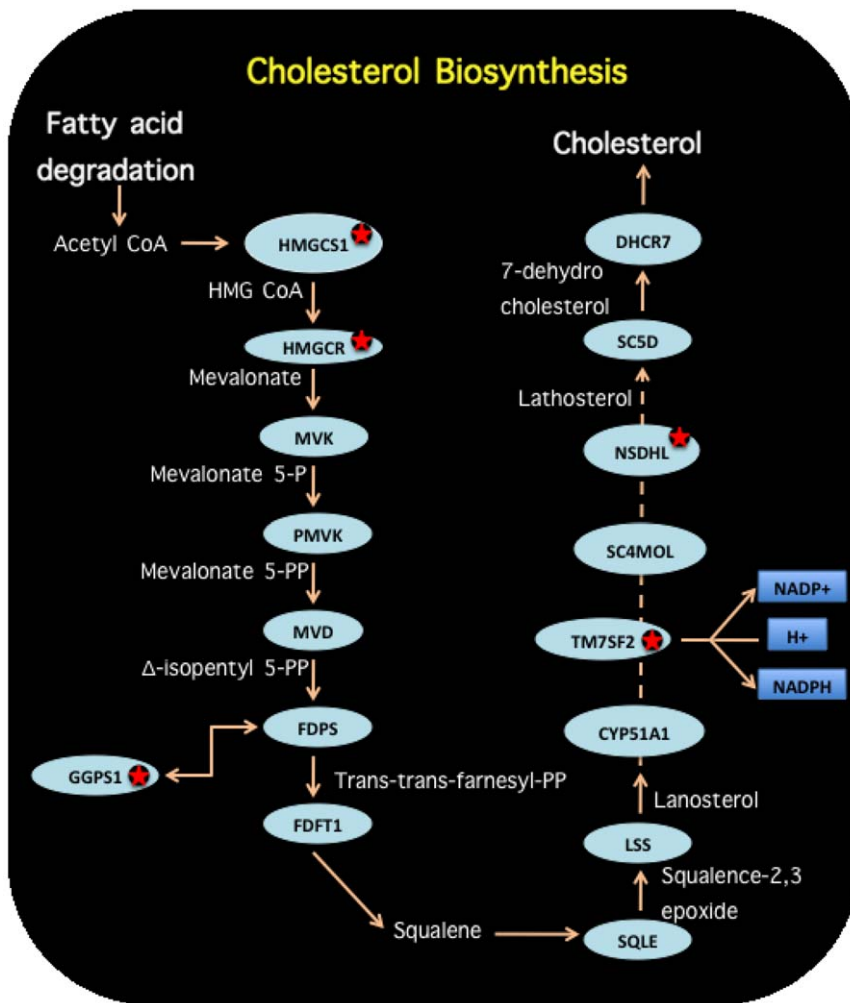 Cholesterol Biosynthesis
Fatty acid
degradation
Acetyl CoA
HMGCS1
HMG CoA
HMGCR
Mevalonate
MVK
Mevalonate 5-P
PMVK
Mevalonate 5-PP
MVD
Δ-isopentyl 5-PP
FDPS
GGPS1
Trans-trans-farnesyl-PP
FDFT1
Squalene
SQLE
Squalence-2,3
epoxide
LSS
Lanosterol
CYP51A1
TM7SF2
NADP+
H+
NADPH
SC4MOL
NSDHL
Lathosterol
SC5D
7-dehydro
cholesterol
DHCR7
Cholesterol